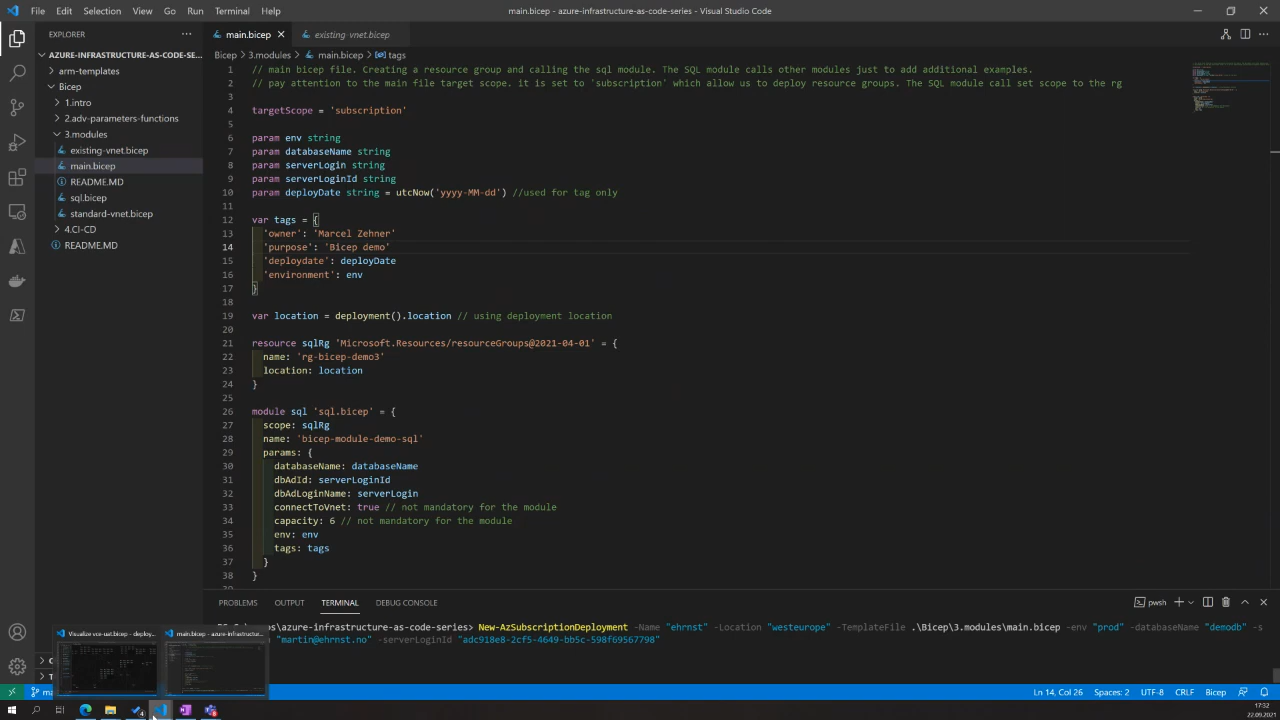 File Edit Selection View Go Run Terminal Help
main.bicep - azure-infrastructure-as-code-series - Visual Studio Code
EXPLORER
main.bicep
existing-vnet.bicep
AZURE-INFRASTRUCTURE-AS-CODE-SE...
arm-templates
Bicep
1.intro
2.adv-parameters-functions
3.modules
existing-vnet.bicep
main.bicep
README.MD
sql.bicep
standard-vnet.bicep
4.CI-CD
README.MD
Bicep > 3.modules > main.bicep > tags
1 // main bicep file. Creating a resource group and calling the sql module. The SQL module calls other modules just to add additional examples.
2 // pay attention to the main file target scope. it is set to 'subscription' which allow us to deploy resource groups. The SQL module call set scope to the rg
3
4 targetScope = 'subscription'
5
6 param env string
7 param databaseName string
8 param serverLogin string
9 param serverLoginId string
10 param deployDate string = utcNow('yyyy-MM-dd') //used for tag only
11
12 var tags = {
13 'owner': 'Marcel Zehner'
14 'purpose': 'Bicep demo'
15 'deploydate': deployDate
16 'environment': env
17 }
18
19 var location = deployment().location // using deployment location
20
21 resource sqlRg 'Microsoft.Resources/resourceGroups@2021-04-01' = {
22 name: 'rg-bicep-demo3'
23 location: location
24 }
25
26 module sql 'sql.bicep' = {
27 scope: sqlRg
28 name: 'bicep-module-demo-sql'
29 params: {
30 databaseName: databaseName
31 dbAdId: serverLoginId
32 dbAdLoginName: serverLogin
33 connectToVnet: true // not mandatory for the module
34 capacity: 6 // not mandatory for the module
35 env: env
36 tags: tags
37 }
38 }
PROBLEMS OUTPUT TERMINAL DEBUG CONSOLE
pwsh
os\azure-infrastructure-as-code-series> New-AzSubscriptionDeployment -Name "ehrnst" -Location "westeurope" -TemplateFile .\Bicep\3.modules\main.bicep -env "prod" -databaseName "demodb" -s
"martin@ehrnst.no" -serverLoginId "adc918e8-2cf5-4649-bb5c-598f69567798"
Visualize vce-uat.bicep - deploy...
main.bicep - azure-infrastructur...
Ln 14, Col 26 Spaces: 2 UTF-8 CRLF Bicep
17:32
22.09.2021